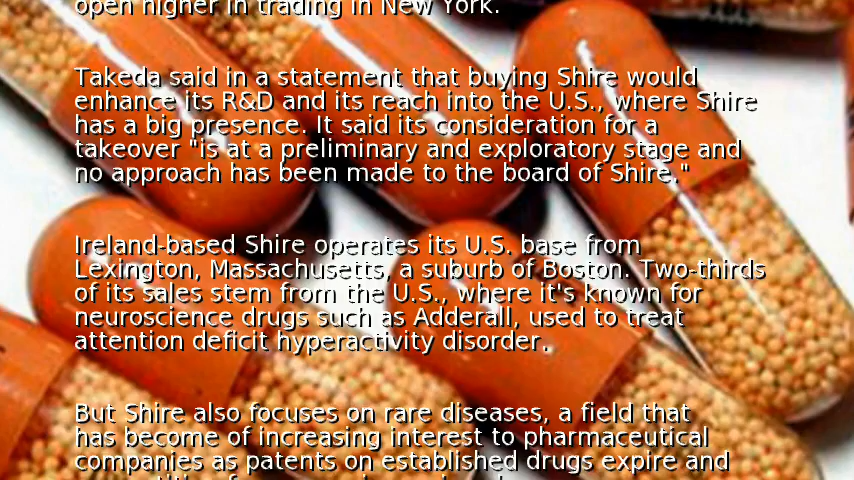 open higher in trading in New York.
Takeda said in a statement that buying Shire would
enhance its R&D and its reach into the U.S., where Shire
has a big presence. It said its consideration for a
takeover "is at a preliminary and exploratory stage and
no approach has been made to the board of Shire."
Ireland-based Shire operates its U.S. base from
Lexington, Massachusetts, a suburb of Boston. Two-thirds
of its sales stem from the U.S., where it's known for
neuroscience drugs such as Adderall, used to treat
attention deficit hyperactivity disorder.
But Shire also focuses on rare diseases, a field that
has become of increasing interest to pharmaceutical
companies as patents on established drugs expire and